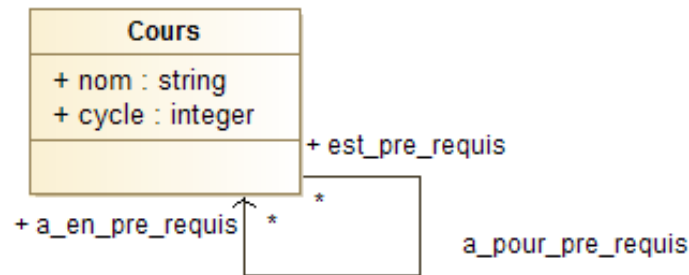 Cours
+ nom : string
+ cycle : integer
+ est_pre_requis
*
+ a_en_pre_requis
*
a_pour_pre_requis